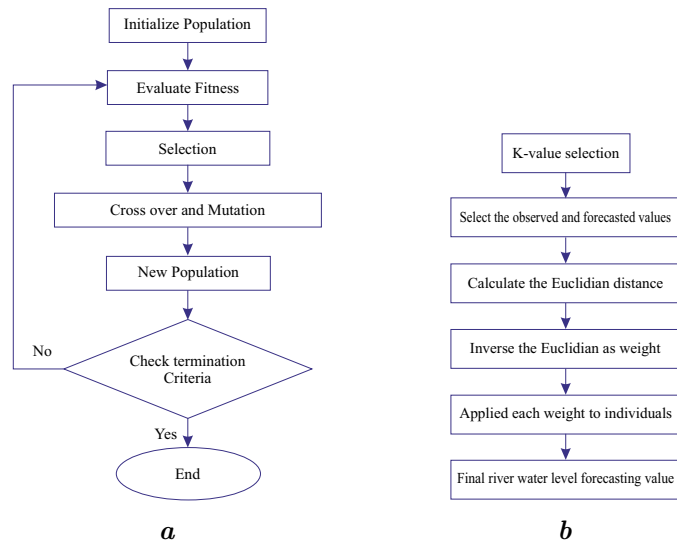 Initialize Population
Evaluate Fitness
Selection
Cross over and Mutation
New Population
Check termination
Criteria
No
Yes
End
a
K-value selection
Select the observed and forecasted values
Calculate the Euclidian distance
Inverse the Euclidian as weight
Applied each weight to individuals
Final river water level forecasting value
b